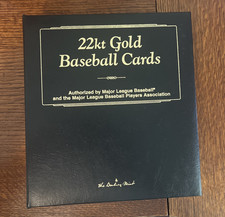 22kt Gold
Baseball Cards
Authorized by Major League Baseball®
and the Major League Baseball Players Association
The Danbury Mint